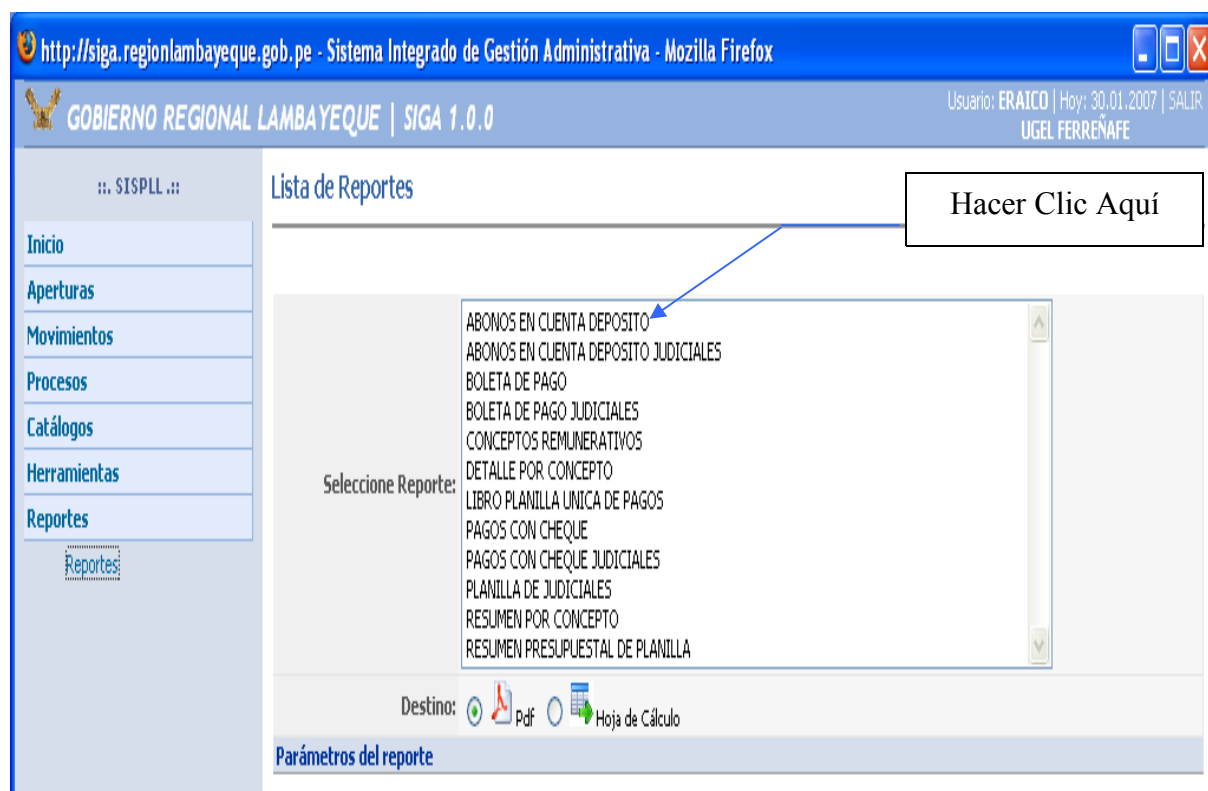 http://siga.regionlambayeque.gob.pe - Sistema Integrado de Gestión Administrativa - Mozilla Firefox
GOBIERNO REGIONAL LAMBAYEQUE | SIGA 1.0.0
Usuario: ERAICO | Hoy: 30.01.2007 | SALIR
UGEL FERREÑAFE
::. SISPLL .::
Inicio
Aperturas
Movimientos
Procesos
Catálogos
Herramientas
Reportes
Reportes
Lista de Reportes
Hacer Clic Aquí
Seleccione Reporte:
ABONOS EN CUENTA DEPOSITO
ABONOS EN CUENTA DEPOSITO JUDICIALES
BOLETA DE PAGO
BOLETA DE PAGO JUDICIALES
CONCEPTOS REMUNERATIVOS
DETALLE POR CONCEPTO
LIBRO PLANILLA UNICA DE PAGOS
PAGOS CON CHEQUE
PAGOS CON CHEQUE JUDICIALES
PLANILLA DE JUDICIALES
RESUMEN POR CONCEPTO
RESUMEN PRESUPUESTAL DE PLANILLA
Destino: Pdf Hoja de Cálculo
Parámetros del reporte